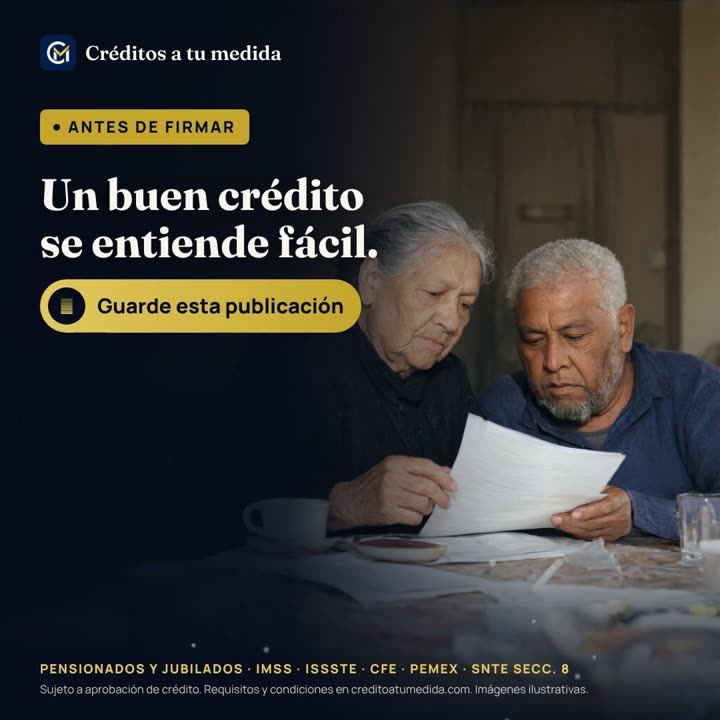 Créditos a tu medida
• ANTES DE FIRMAR
Un buen crédito
se entiende fácil.
Guarde esta publicación
PENSIONADOS Y JUBILADOS · IMSS · ISSSTE · CFE · PEMEX · SNTE SECC. 8
Sujeto a aprobación de crédito. Requisitos y condiciones en creditoatumedida.com. Imágenes ilustrativas.